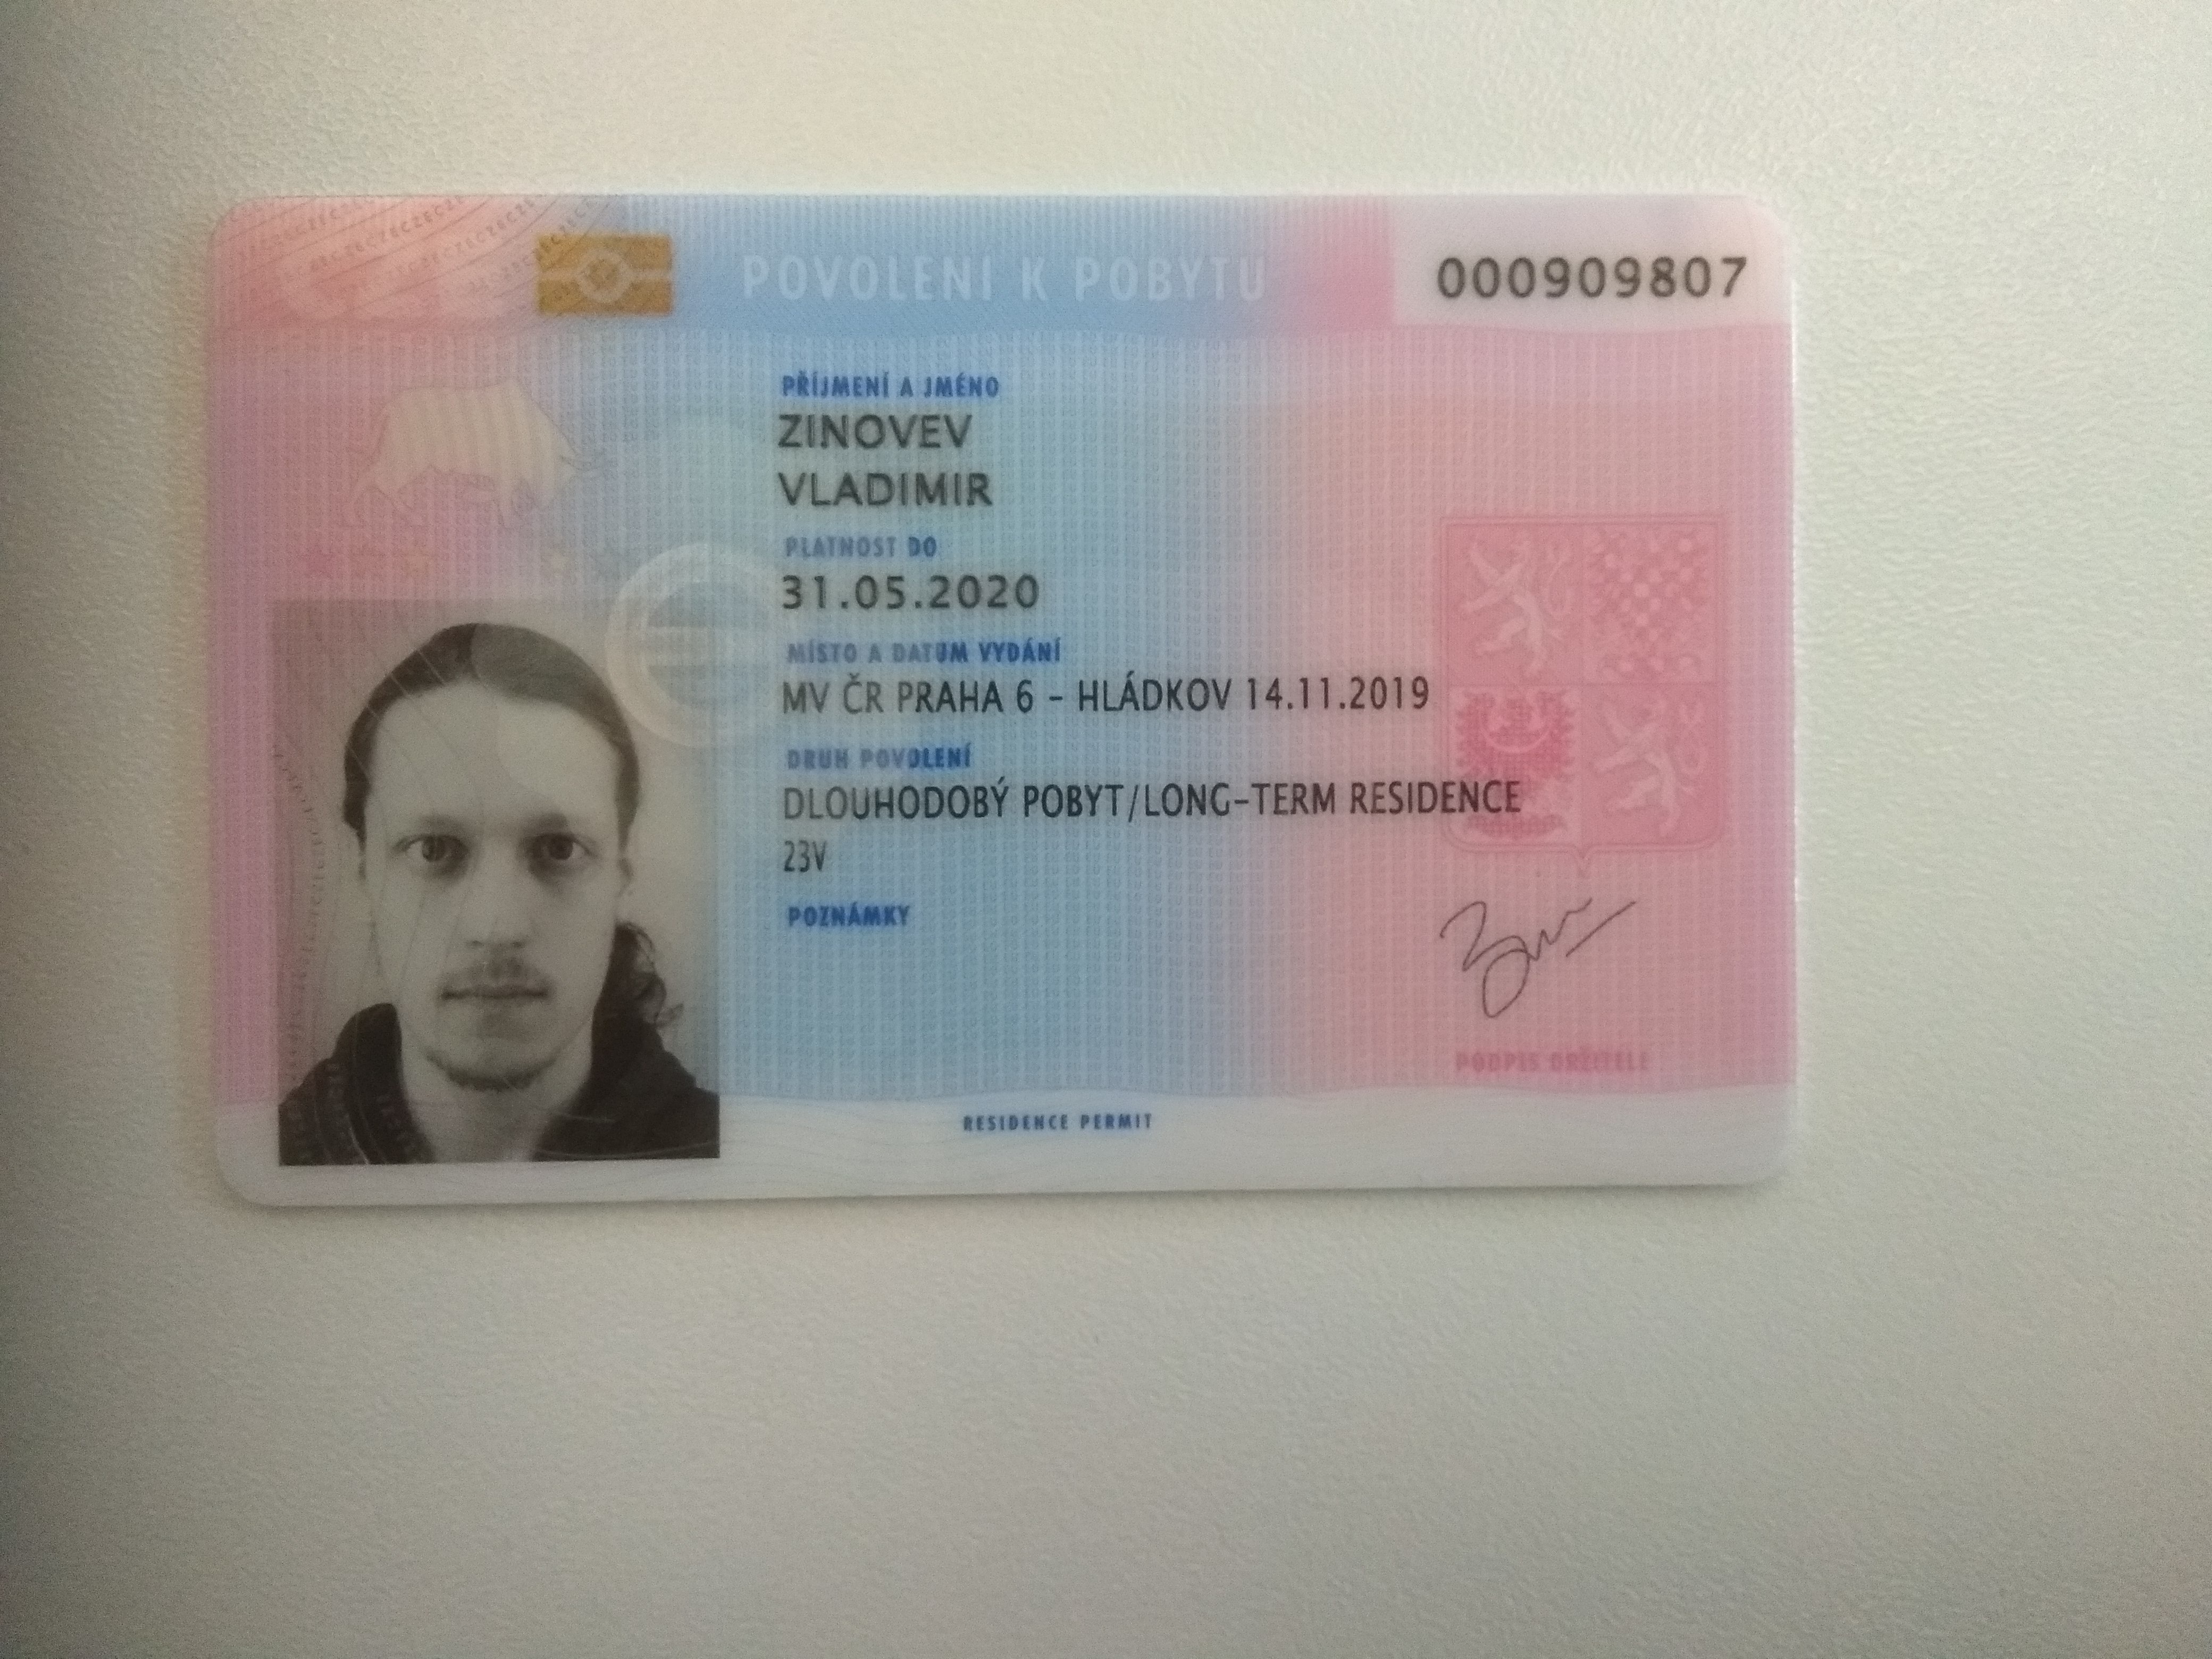 POVOLENÍ K POBYTU
000909807
PŘÍJMENÍ A JMÉNO
ZINOVEV
VLADIMIR
PLATNOST DO
31.05.2020
MÍSTO A DATUM VYDÁNÍ
MV ČR PRAHA 6 – HLÁDKOV 14.11.2019
DRUH POVOLENÍ
DLOUHODOBÝ POBYT/LONG-TERM RESIDENCE
23V
POZNÁMKY
PODPIS DRŽITELE
RESIDENCE PERMIT